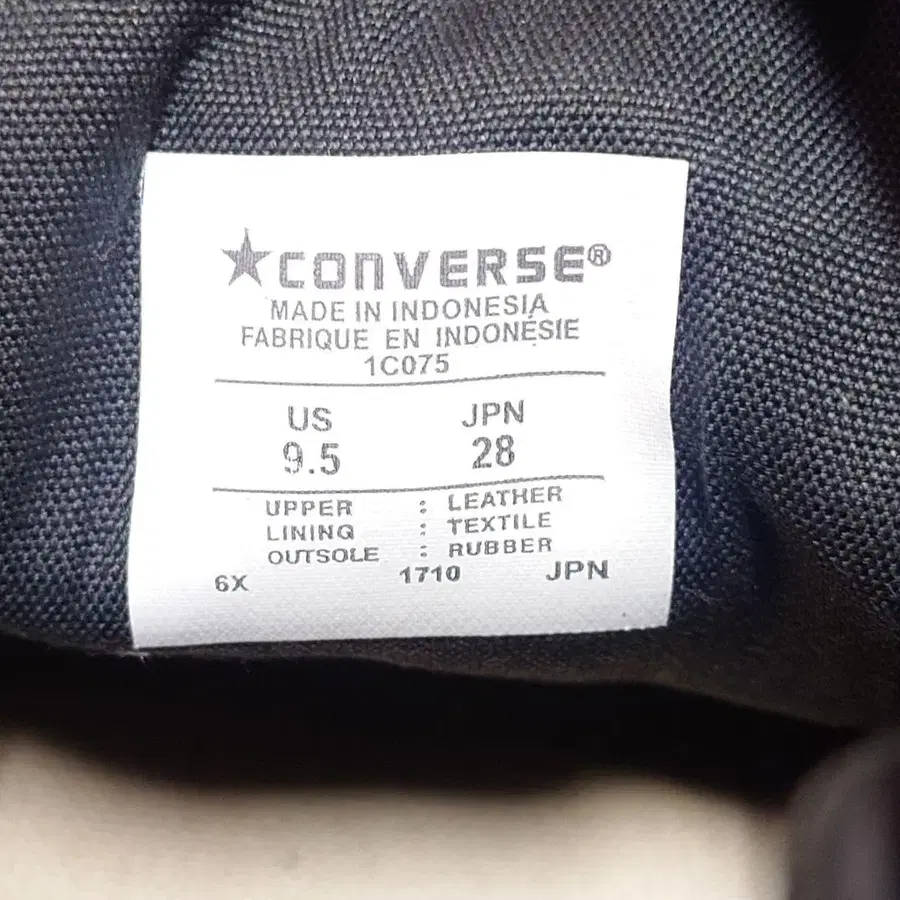 ★CONVERSE®
MADE IN INDONESIA
FABRIQUE EN INDONÉSIE
1C075
US JPN
9.5 28
UPPER : LEATHER
LINING : TEXTILE
OUTSOLE : RUBBER
6X 1710 JPN